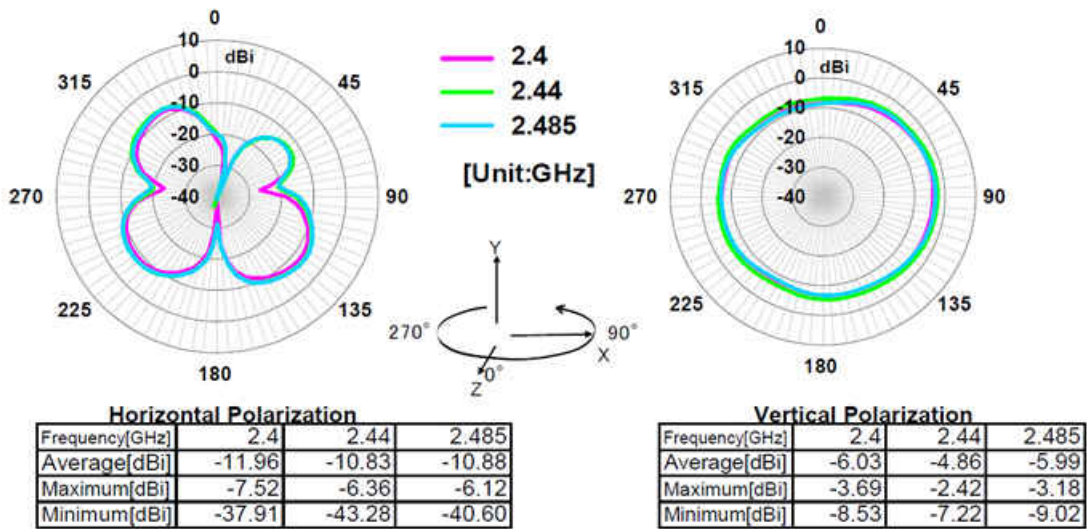 0
10
dBi
0
-10
-20
-30
-40
45
90
135
180
225
270
315
2.4
2.44
2.485
[Unit:GHz]
0
10
dBi
0
-10
-20
-30
-40
45
90
135
180
225
270
315
Y
270°
90°
X
Z
0°
Horizontal Polarization
Frequency[GHz] 2.4 2.44 2.485
Average[dBi] -11.96 -10.83 -10.88
Maximum[dBi] -7.52 -6.36 -6.12
Minimum[dBi] -37.91 -43.28 -40.60
Vertical Polarization
Frequency[GHz] 2.4 2.44 2.485
Average[dBi] -6.03 -4.86 -5.99
Maximum[dBi] -3.69 -2.42 -3.18
Minimum[dBi] -8.53 -7.22 -9.02